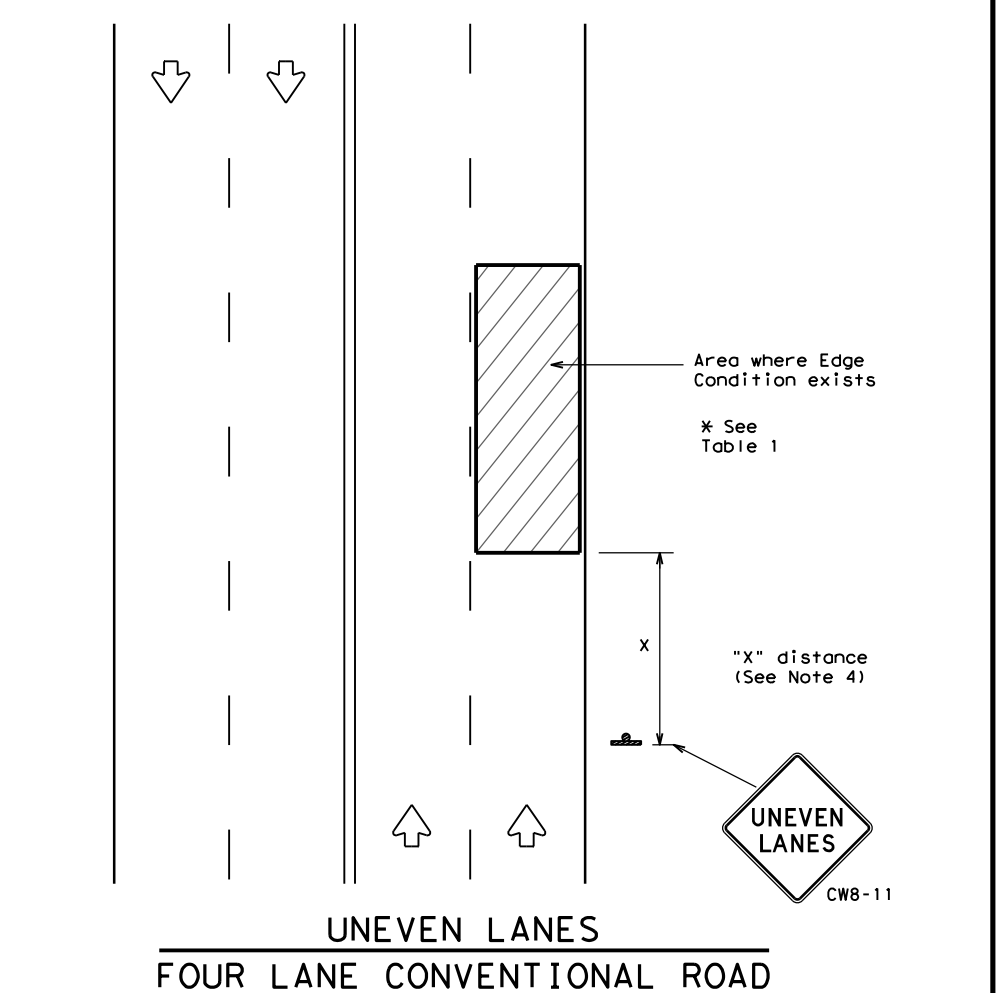 Area where Edge
Condition exists
* See
Table 1
X
"X" distance
(See Note 4)
UNEVEN
LANES
CW8-11
UNEVEN LANES
FOUR LANE CONVENTIONAL ROAD